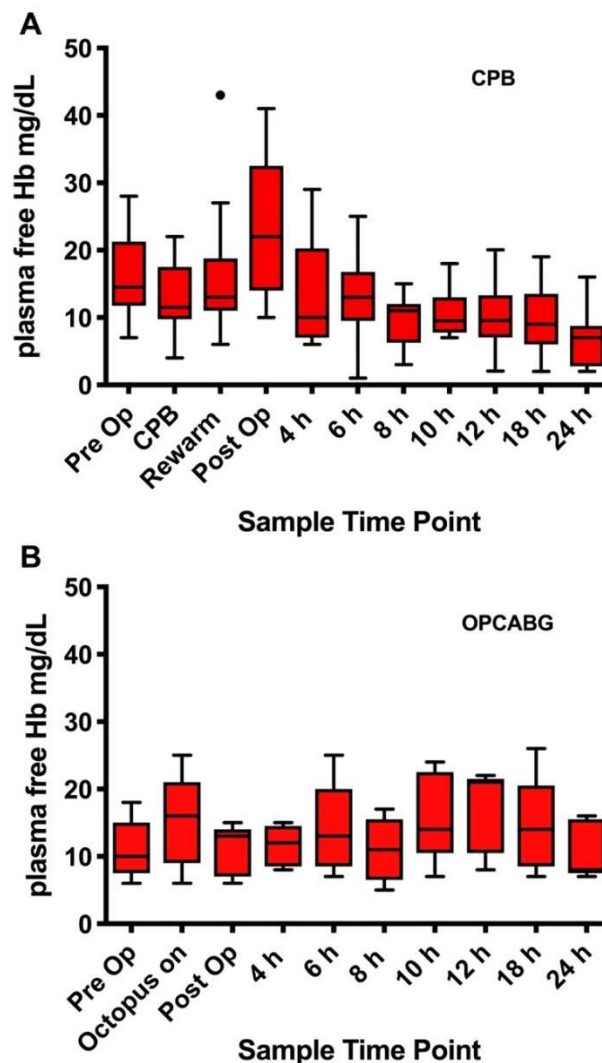 A
CPB
plasma free Hb mg/dL
50
40
30
20
10
0
Pre Op
CPB
Rewarm
Post Op
4 h
6 h
8 h
10 h
12 h
18 h
24 h
Sample Time Point
B
OPCABG
plasma free Hb mg/dL
50
40
30
20
10
0
Pre Op
Octopus on
Post Op
4 h
6 h
8 h
10 h
12 h
18 h
24 h
Sample Time Point